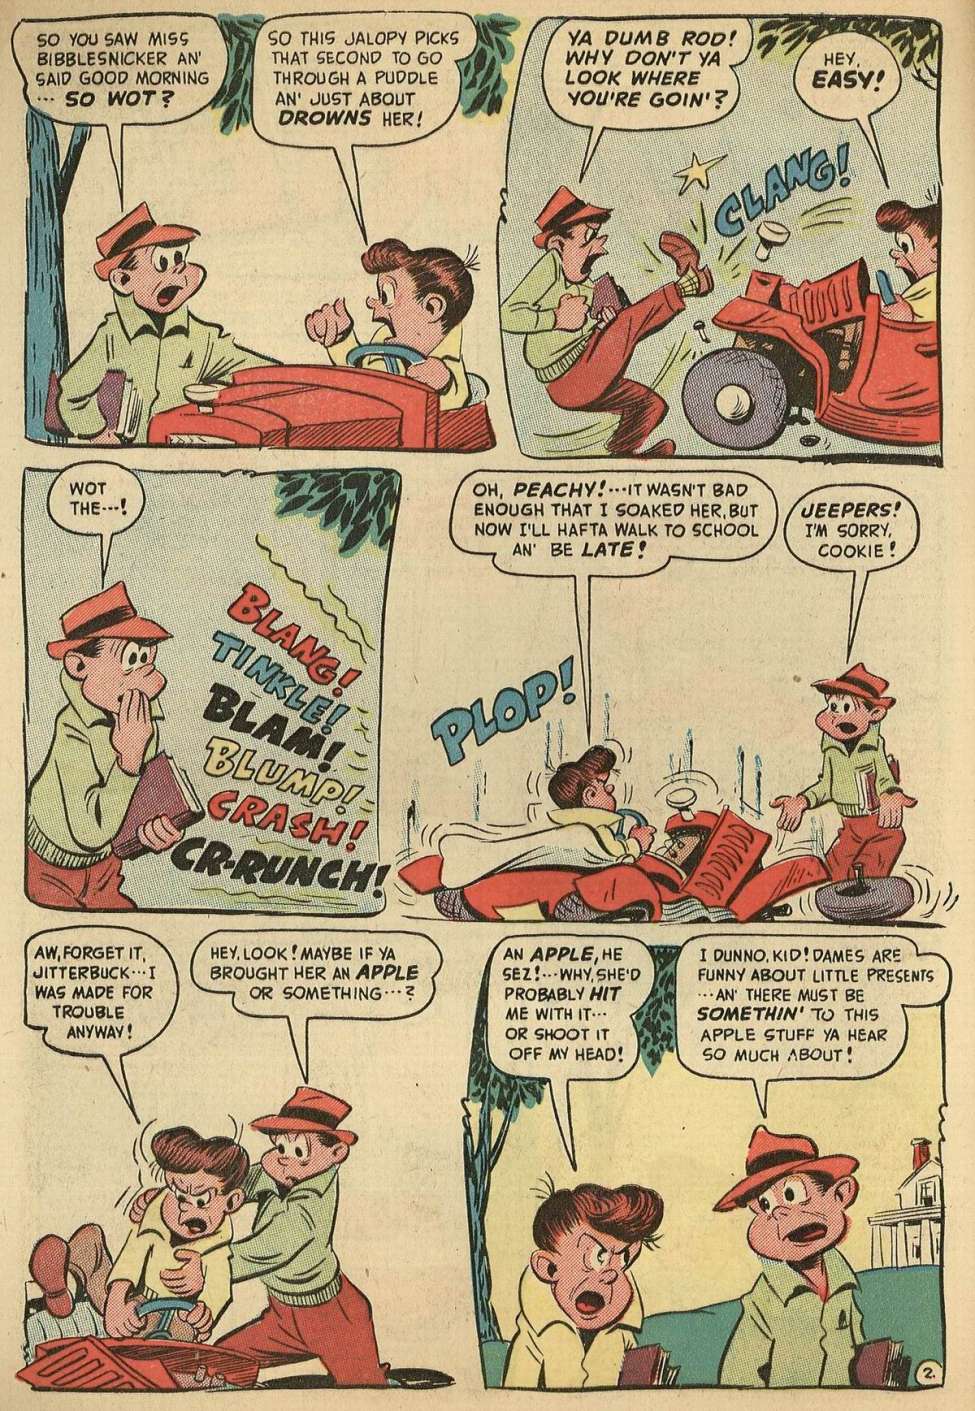 SO YOU SAW MISS
BIBBLESNICKER AN'
SAID GOOD MORNING
... SO WOT?
SO THIS JALOPY PICKS
THAT SECOND TO GO
THROUGH A PUDDLE
AN' JUST ABOUT
DROWNS HER!
YA DUMB ROD!
WHY DON'T YA
LOOK WHERE
YOU'RE GOIN'?
HEY,
EASY!
CLANG!
WOT
THE---!
BLANG!
TINKLE!
BLAM!
BLUMP!
CRASH!
CR-RUNCH!
OH, PEACHY!...IT WASN'T BAD
ENOUGH THAT I SOAKED HER, BUT
NOW I'LL HAFTA WALK TO SCHOOL
AN' BE LATE!
JEEPERS!
I'M SORRY,
COOKIE!
PLOP!
AW, FORGET IT,
JITTERBUCK...I
WAS MADE FOR
TROUBLE
ANYWAY!
HEY, LOOK! MAYBE IF YA
BROUGHT HER AN APPLE
OR SOMETHING...?
AN APPLE, HE
SEZ!...WHY, SHE'D
PROBABLY HIT
ME WITH IT...
OR SHOOT IT
OFF MY HEAD!
I DUNNO, KID! DAMES ARE
FUNNY ABOUT LITTLE PRESENTS
...AN' THERE MUST BE
SOMETHIN' TO THIS
APPLE STUFF YA HEAR
SO MUCH ABOUT!
2.